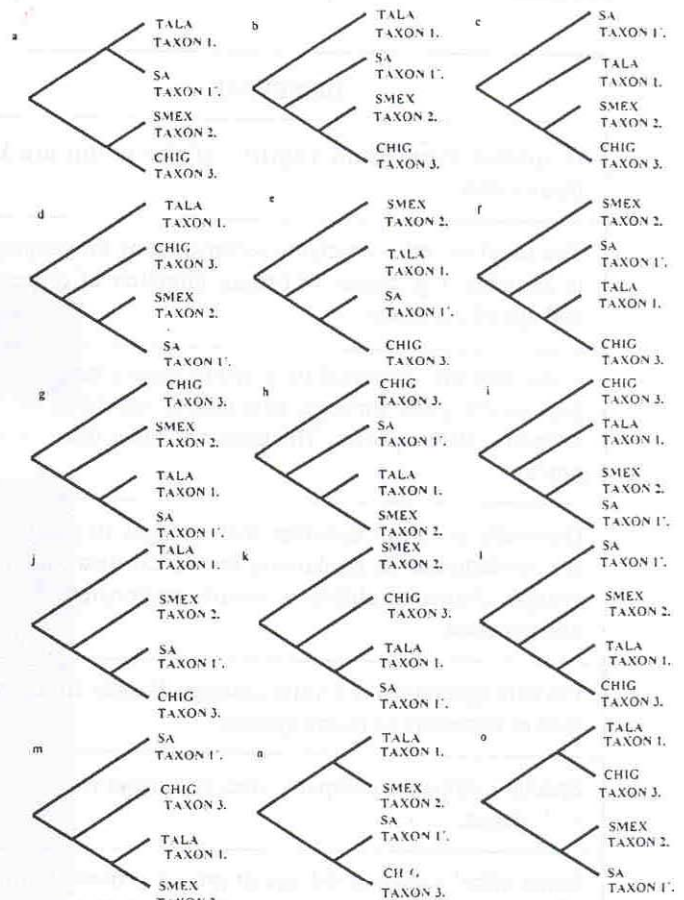 a
TALA
TAXON 1.
SA
TAXON 1'.
SMEX
TAXON 2.
CHIG
TAXON 3.
b
TALA
TAXON 1.
SA
TAXON 1'.
SMEX
TAXON 2.
CHIG
TAXON 3.
c
SA
TAXON 1'.
TALA
TAXON 1.
SMEX
TAXON 2.
CHIG
TAXON 3.
d
TALA
TAXON 1.
CHIG
TAXON 3.
SMEX
TAXON 2.
SA
TAXON 1'.
e
SMEX
TAXON 2.
TALA
TAXON 1.
SA
TAXON 1'.
CHIG
TAXON 3.
f
SMEX
TAXON 2.
SA
TAXON 1'.
TALA
TAXON 1.
CHIG
TAXON 3.
g
CHIG
TAXON 3.
SMEX
TAXON 2.
TALA
TAXON 1.
SA
TAXON 1'.
h
CHIG
TAXON 3.
SA
TAXON 1'.
TALA
TAXON 1.
SMEX
TAXON 2.
i
CHIG
TAXON 3.
TALA
TAXON 1.
SMEX
TAXON 2.
SA
TAXON 1'.
j
TALA
TAXON 1.
SMEX
TAXON 2.
SA
TAXON 1'.
CHIG
TAXON 3.
k
SMEX
TAXON 2.
CHIG
TAXON 3.
TALA
TAXON 1.
SA
TAXON 1'.
l
SA
TAXON 1'.
SMEX
TAXON 2.
TALA
TAXON 1.
CHIG
TAXON 3.
m
SA
TAXON 1'.
CHIG
TAXON 3.
TALA
TAXON 1.
SMEX
n
TALA
TAXON 1.
SMEX
TAXON 2.
SA
TAXON 1'.
CHIG
TAXON 3.
o
TALA
TAXON 1.
CHIG
TAXON 3.
SMEX
TAXON 2.
SA
TAXON 1'.